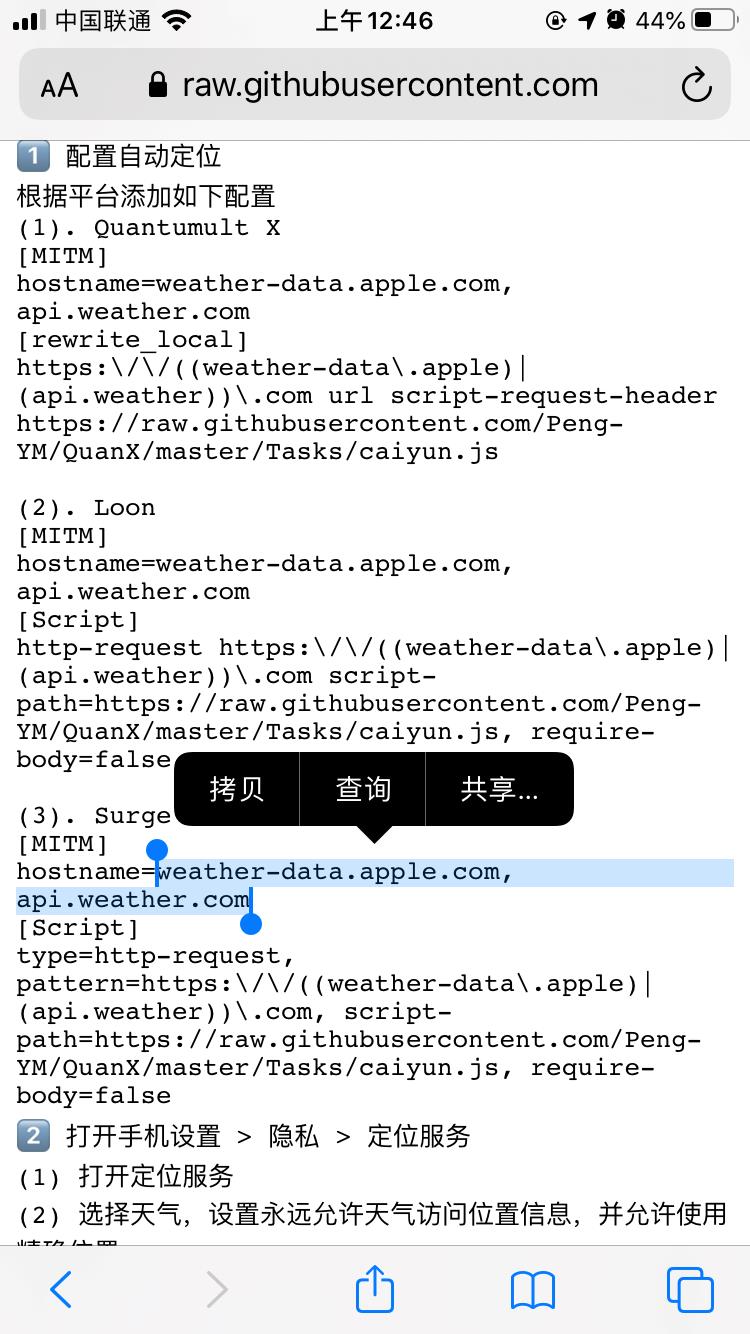 中国联通 上午12:46 44%
AA raw.githubusercontent.com
1 配置自动定位
根据平台添加如下配置
(1). Quantumult X
[MITM]
hostname=weather-data.apple.com,
api.weather.com
[rewrite_local]
https:\/\/((weather-data\.apple)|
(api.weather))\.com url script-request-header
https://raw.githubusercontent.com/Peng-
YM/QuanX/master/Tasks/caiyun.js
(2). Loon
[MITM]
hostname=weather-data.apple.com,
api.weather.com
[Script]
http-request https:\/\/((weather-data\.apple)|
(api.weather))\.com script-
path=https://raw.githubusercontent.com/Peng-
YM/QuanX/master/Tasks/caiyun.js, require-
body=false
拷贝 查询 共享...
(3). Surge
[MITM]
hostname=weather-data.apple.com,
api.weather.com
[Script]
type=http-request,
pattern=https:\/\/((weather-data\.apple)|
(api.weather))\.com, script-
path=https://raw.githubusercontent.com/Peng-
YM/QuanX/master/Tasks/caiyun.js, require-
body=false
2 打开手机设置 > 隐私 > 定位服务
(1) 打开定位服务
(2) 选择天气，设置永远允许天气访问位置信息，并允许使用